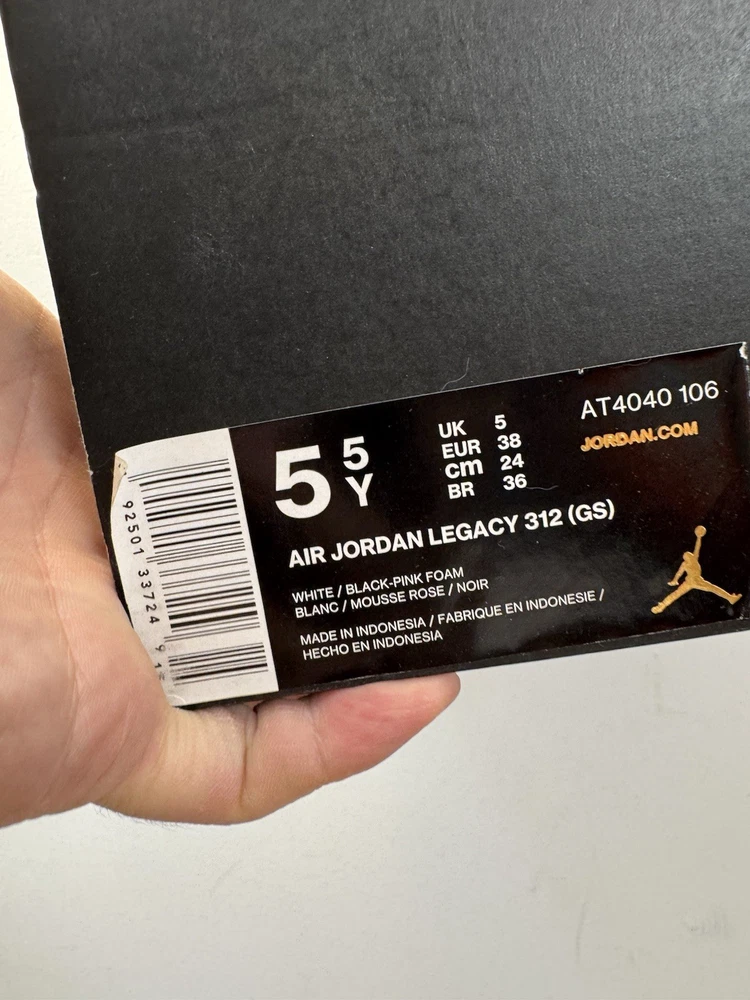 5 5
Y
UK 5
EUR 38
cm 24
BR 36
AT4040 106
JORDAN.COM
AIR JORDAN LEGACY 312 (GS)
WHITE / BLACK-PINK FOAM
BLANC / MOUSSE ROSE / NOIR
MADE IN INDONESIA / FABRIQUE EN INDONESIE /
HECHO EN INDONESIA
92501 33724 9